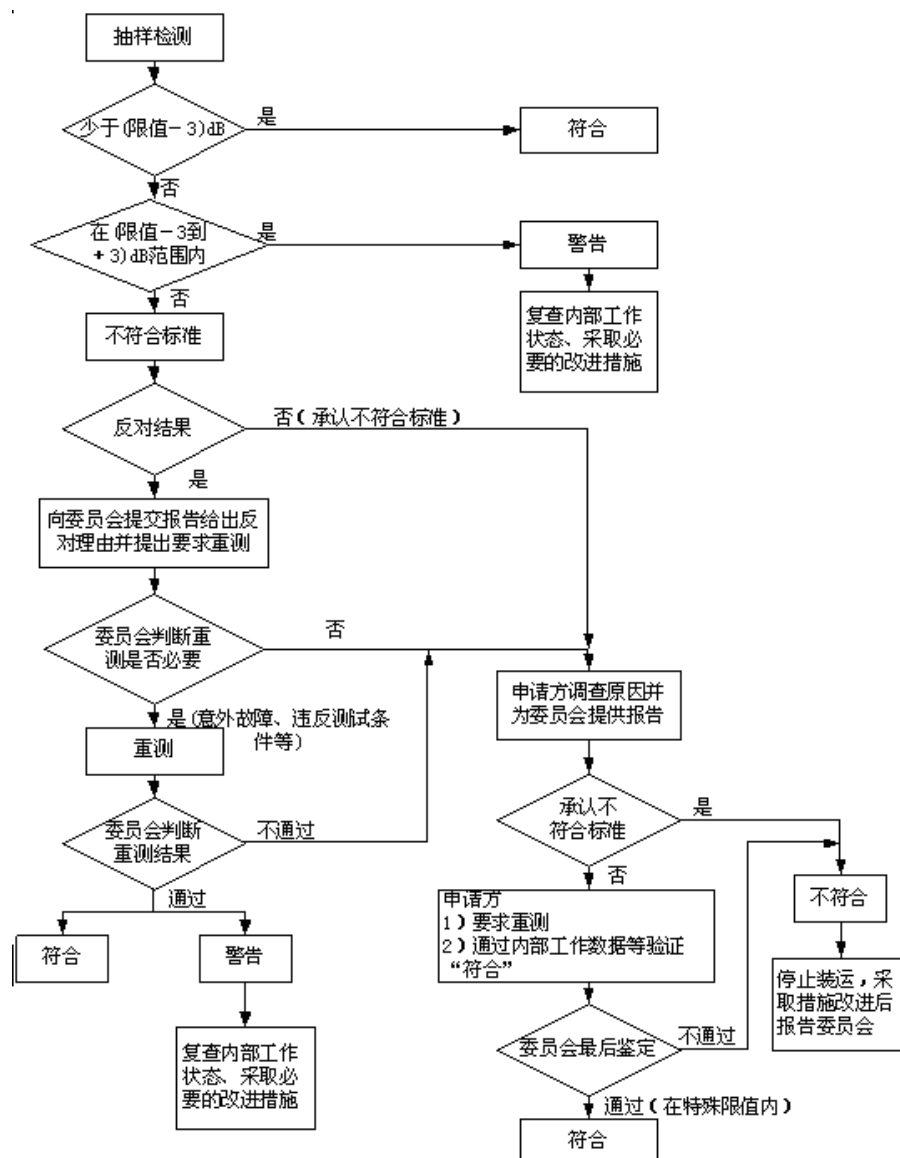 抽样检测
少于(限值-3)dB
是
符合
否
在(限值-3到
+3)dB范围内
是
警告
否
复查内部工作
状态、采取必
要的改进措施
不符合标准
反对结果
否(承认不符合标准)
是
向委员会提交报告给出反
对理由并提出要求重测
委员会判断重
测是否必要
否
申请方调查原因并
为委员会提供报告
是(意外故障、违反测试条
件等)
重测
委员会判断
重测结果
不通过
承认不
符合标准
是
通过
否
不符合
符合
警告
申请方
1)要求重测
2)通过内部工作数据等验证
“符合”
停止装运,采
取措施改进后
报告委员会
复查内部工作
状态、采取必
要的改进措施
委员会最后鉴定
不通过
通过(在特殊限值内)
符合